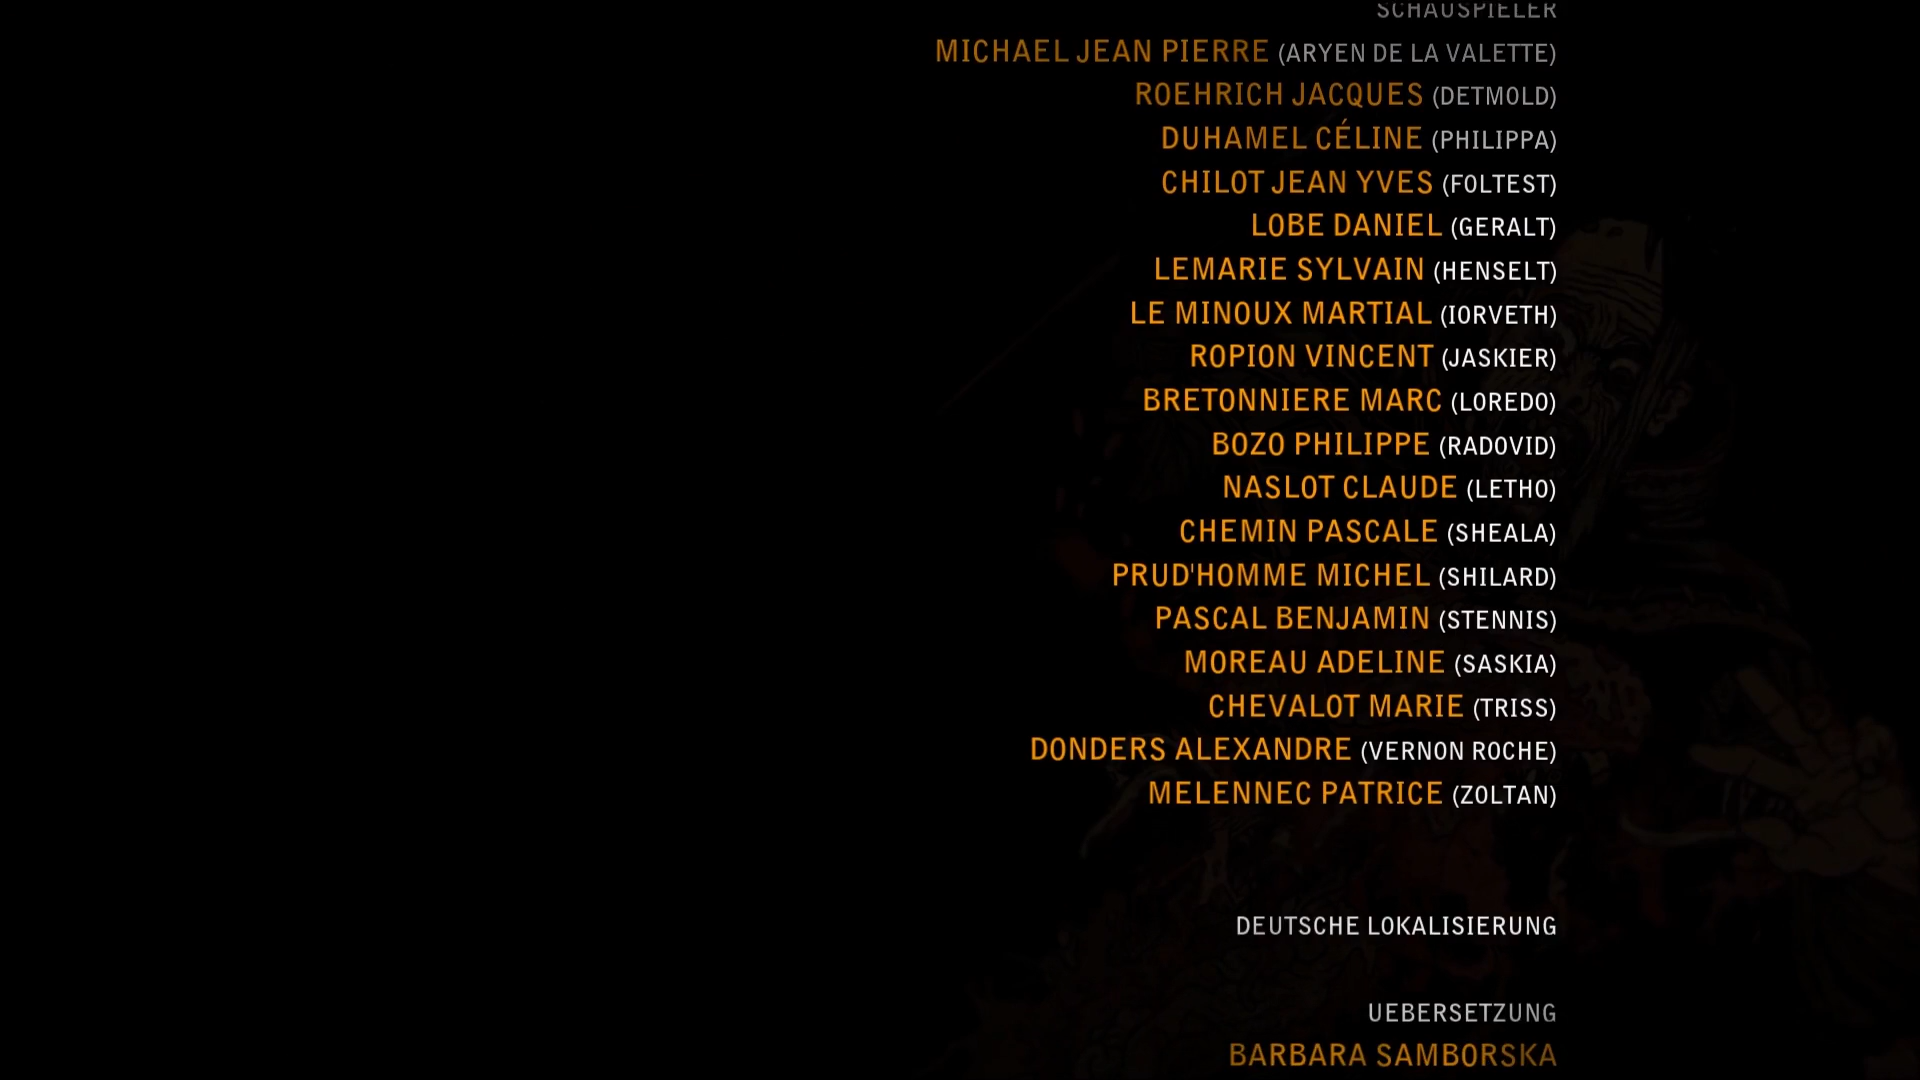 SCHAUSPIELER
MICHAEL JEAN PIERRE (ARYEN DE LA VALETTE)
ROEHRICH JACQUES (DETMOLD)
DUHAMEL CÉLINE (PHILIPPA)
CHILOT JEAN YVES (FOLTEST)
LOBE DANIEL (GERALT)
LEMARIE SYLVAIN (HENSELT)
LE MINOUX MARTIAL (IORVETH)
ROPION VINCENT (JASKIER)
BRETONNIERE MARC (LOREDO)
BOZO PHILIPPE (RADOVID)
NASLOT CLAUDE (LETHO)
CHEMIN PASCALE (SHEALA)
PRUD'HOMME MICHEL (SHILARD)
PASCAL BENJAMIN (STENNIS)
MOREAU ADELINE (SASKIA)
CHEVALOT MARIE (TRISS)
DONDERS ALEXANDRE (VERNON ROCHE)
MELENNEC PATRICE (ZOLTAN)
DEUTSCHE LOKALISIERUNG
UEBERSETZUNG
BARBARA SAMBORSKA